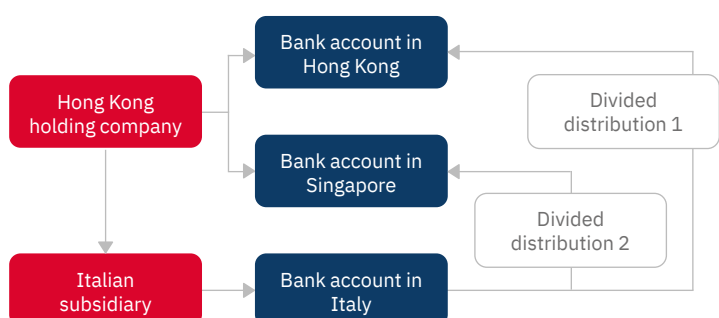 Bank account in
Hong Kong
Hong Kong
holding company
Divided
distribution 1
Bank account in
Singapore
Divided
distribution 2
Italian
subsidiary
Bank account in
Italy